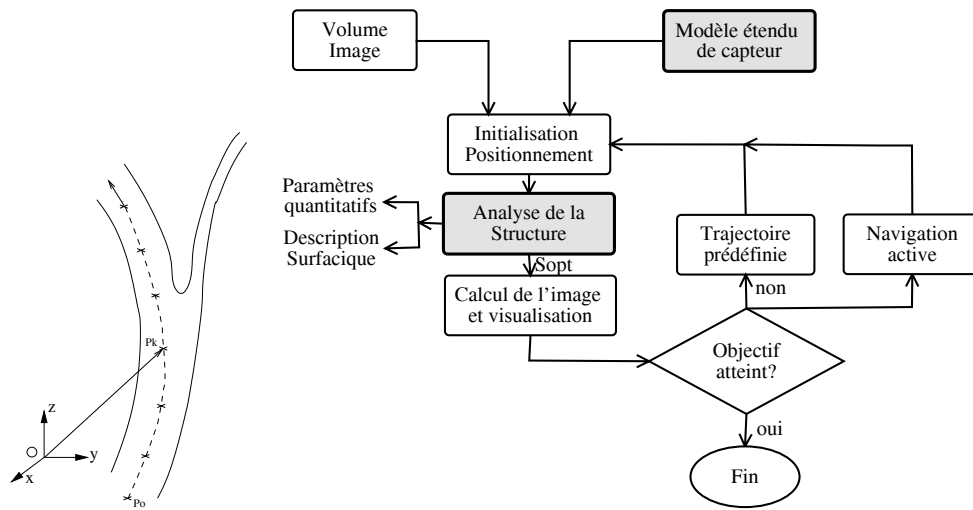 Volume
Image
Modèle étendu
de capteur
Initialisation
Positionnement
Paramètres
quantitatifs
Description
Surfacique
Analyse de la
Structure
Sopt
Calcul de l'image
et visualisation
Trajectoire
prédéfinie
Navigation
active
non
Objectif
atteint?
oui
Fin
Pk
z
O
y
x
Po